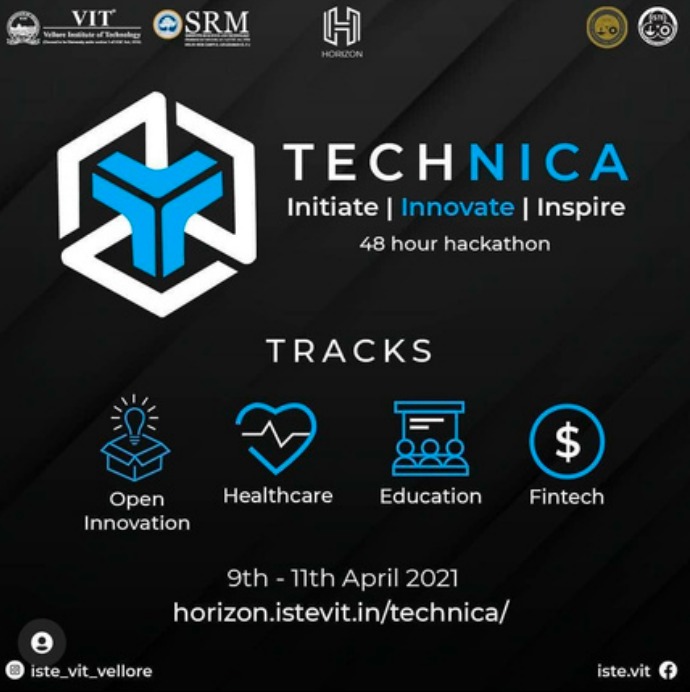 VIT®
Vellore Institute of Technology
SRM
HORIZON
TECHNICA
Initiate | Innovate | Inspire
48 hour hackathon
TRACKS
Open
Innovation
Healthcare
Education
Fintech
$
9th - 11th April 2021
horizon.istevit.in/technica/
iste_vit_vellore
iste.vit